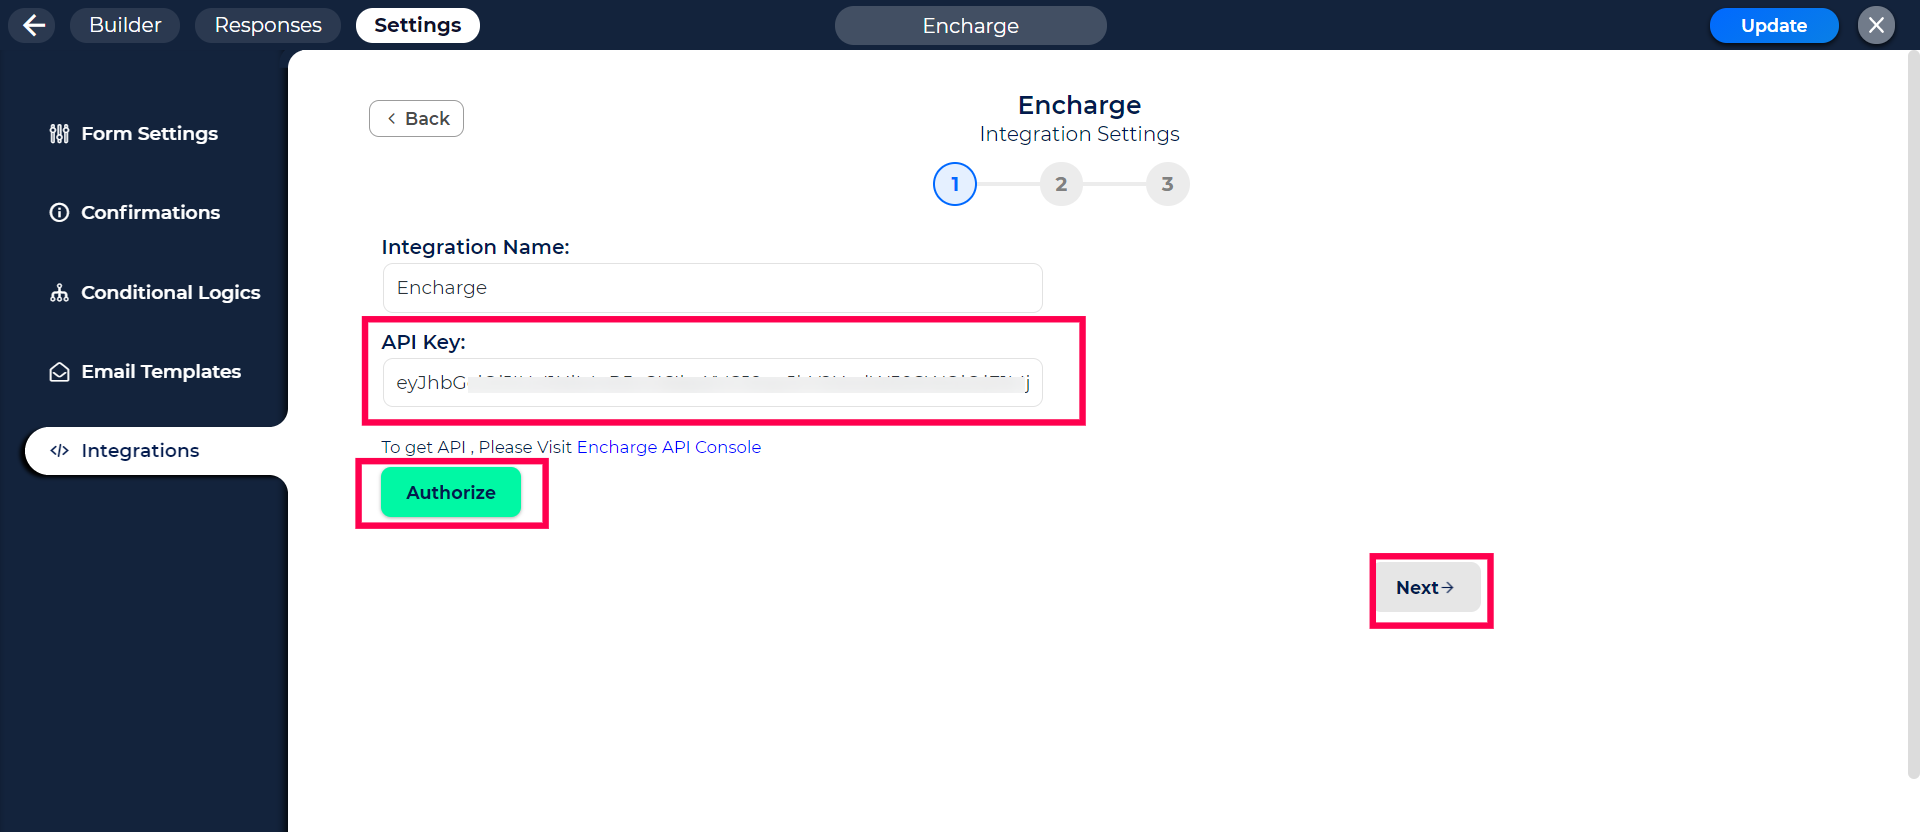 Builder
Responses
Settings
Encharge
Update
Form Settings
Confirmations
Conditional Logics
Email Templates
Integrations
Back
Encharge
Integration Settings
1
2
3
Integration Name:
Encharge
API Key:
eyJhbG
To get API , Please Visit Encharge API Console
Authorize
Next